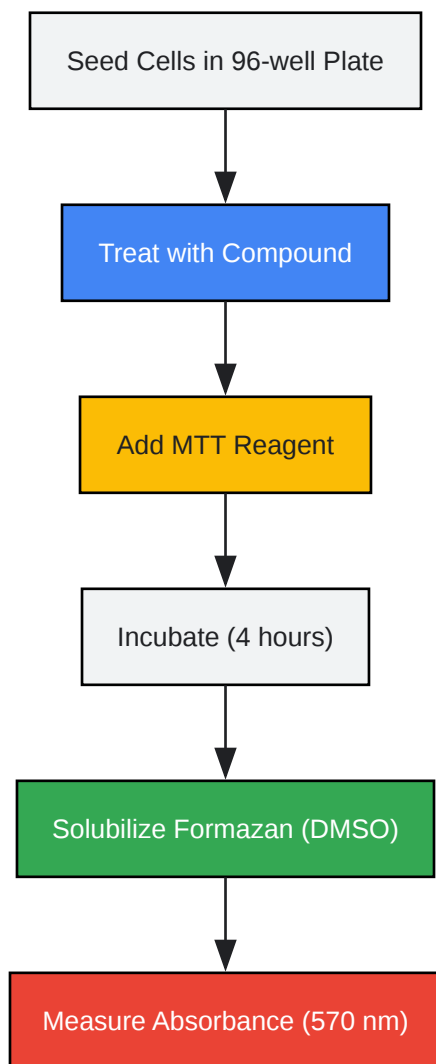 Seed Cells in 96-well Plate
Treat with Compound
Add MTT Reagent
Incubate (4 hours)
Solubilize Formazan (DMSO)
Measure Absorbance (570 nm)